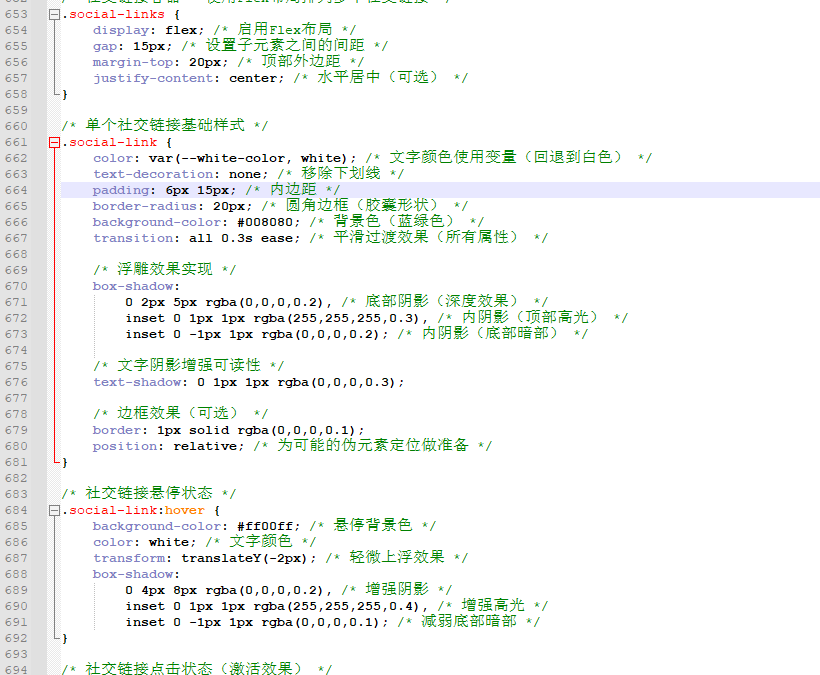 653 .social-links {
654 display: flex; /* 启用Flex布局 */
655 gap: 15px; /* 设置子元素之间的间距 */
656 margin-top: 20px; /* 顶部外边距 */
657 justify-content: center; /* 水平居中（可选） */
658 }
659
660 /* 单个社交链接基础样式 */
661 .social-link {
662 color: var(--white-color, white); /* 文字颜色使用变量（回退到白色） */
663 text-decoration: none; /* 移除下划线 */
664 padding: 6px 15px; /* 内边距 */
665 border-radius: 20px; /* 圆角边框（胶囊形状） */
666 background-color: #008080; /* 背景色（蓝绿色） */
667 transition: all 0.3s ease; /* 平滑过渡效果（所有属性） */
668
669 /* 浮雕效果实现 */
670 box-shadow:
671 0 2px 5px rgba(0,0,0,0.2), /* 底部阴影（深度效果） */
672 inset 0 1px 1px rgba(255,255,255,0.3), /* 内阴影（顶部高光） */
673 inset 0 -1px 1px rgba(0,0,0,0.2); /* 内阴影（底部暗部） */
674
675 /* 文字阴影增强可读性 */
676 text-shadow: 0 1px 1px rgba(0,0,0,0.3);
677
678 /* 边框效果（可选） */
679 border: 1px solid rgba(0,0,0,0.1);
680 position: relative; /* 为可能的伪元素定位做准备 */
681 }
682
683 /* 社交链接悬停状态 */
684 .social-link:hover {
685 background-color: #ff00ff; /* 悬停背景色 */
686 color: white; /* 文字颜色 */
687 transform: translateY(-2px); /* 轻微上浮效果 */
688 box-shadow:
689 0 4px 8px rgba(0,0,0,0.2), /* 增强阴影 */
690 inset 0 1px 1px rgba(255,255,255,0.4), /* 增强高光 */
691 inset 0 -1px 1px rgba(0,0,0,0.1); /* 减弱底部暗部 */
692 }
693
694 /* 社交链接点击状态（激活效果） */